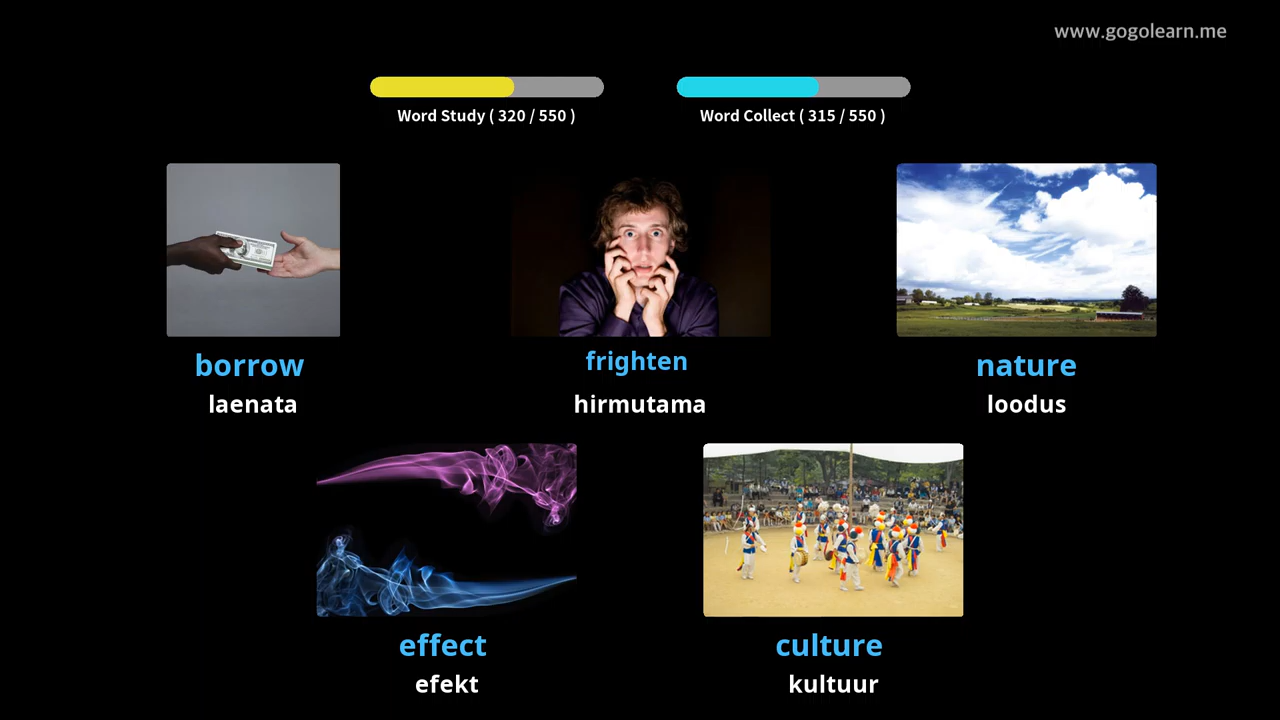 www.gogolearn.me
Word Study ( 320 / 550 )
Word Collect ( 315 / 550 )
borrow
laenata
frighten
hirmutama
nature
loodus
effect
efekt
culture
kultuur